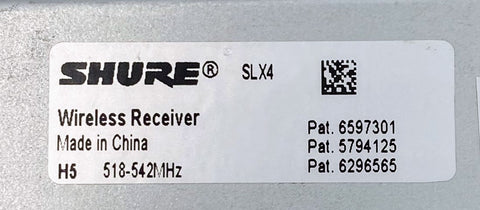 SHURE® SLX4
Wireless Receiver
Made in China
H5 518-542MHz
Pat. 6597301
Pat. 5794125
Pat. 6296565